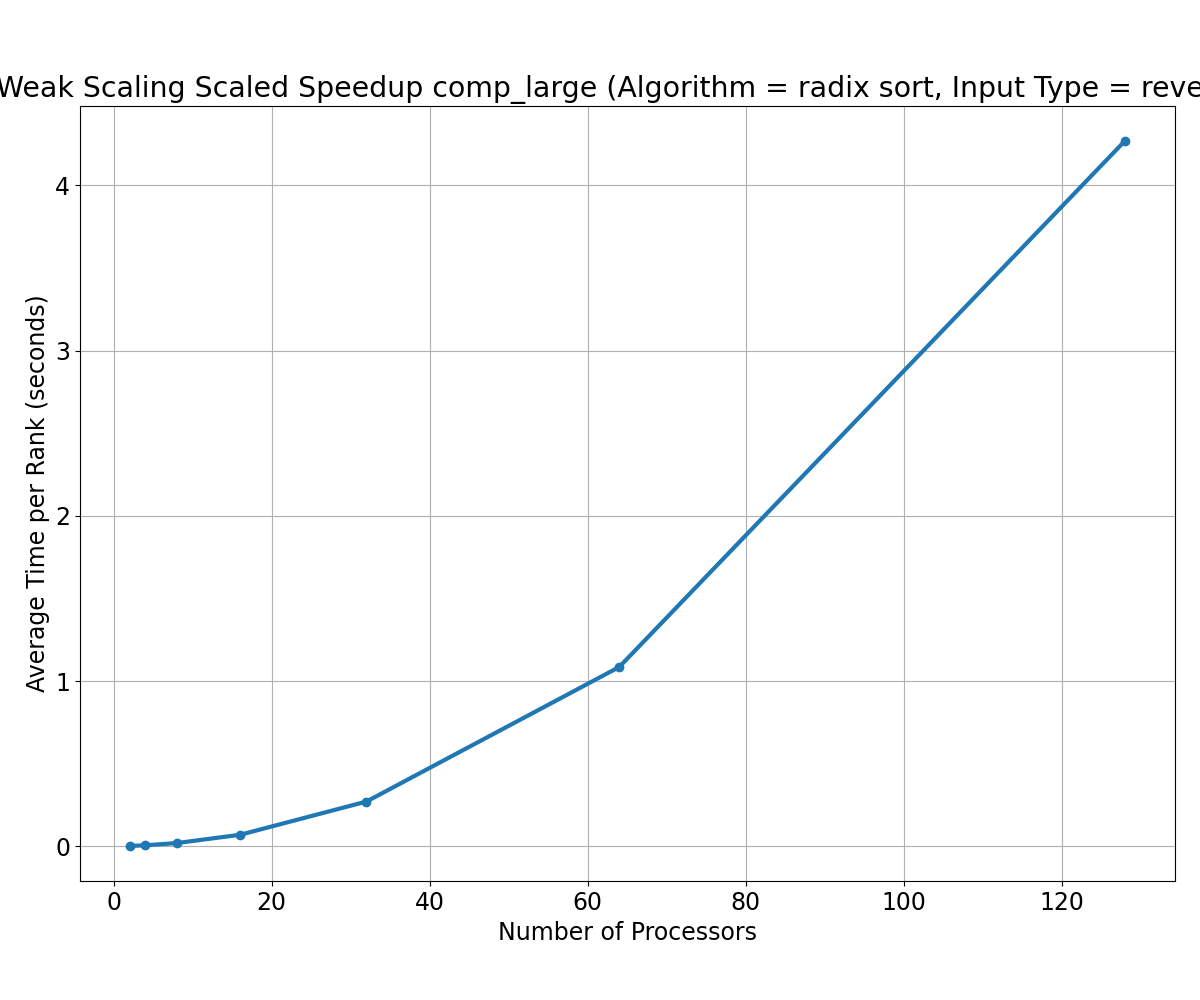 Weak Scaling Scaled Speedup comp_large (Algorithm = radix sort, Input Type = reve
Average Time per Rank (seconds)
4
3
2
1
0
0 20 40 60 80 100 120
Number of Processors